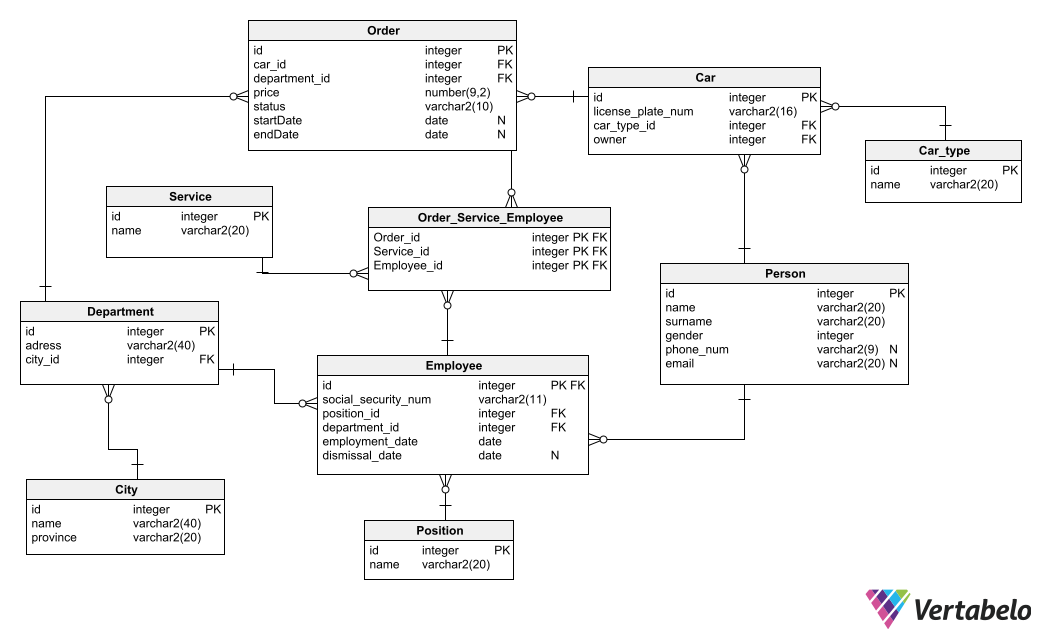 Order
id integer PK
car_id integer FK
department_id integer FK
price number(9,2)
status varchar2(10)
startDate date N
endDate date N
Car
id integer PK
license_plate_num varchar2(16)
car_type_id integer FK
owner integer FK
Car_type
id integer PK
name varchar2(20)
Service
id integer PK
name varchar2(20)
Order_Service_Employee
Order_id integer PK FK
Service_id integer PK FK
Employee_id integer PK FK
Person
id integer PK
name varchar2(20)
surname varchar2(20)
gender integer
phone_num varchar2(9) N
email varchar2(20) N
Department
id integer PK
adress varchar2(40)
city_id integer FK
Employee
id integer PK FK
social_security_num varchar2(11)
position_id integer FK
department_id integer FK
employment_date date
dismissal_date date N
City
id integer PK
name varchar2(40)
province varchar2(20)
Position
id integer PK
name varchar2(20)
Vertabelo